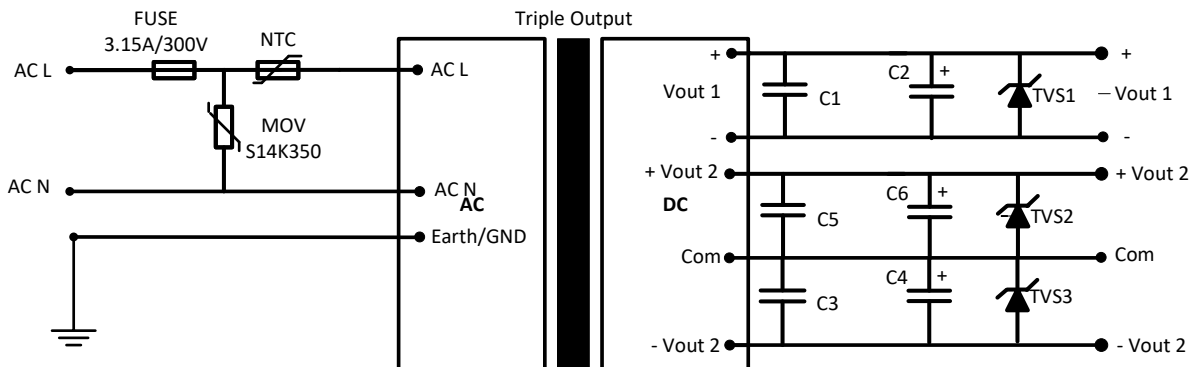 Triple Output
FUSE
3.15A/300V
NTC
AC L
AC L
MOV
S14K350
AC N
AC N
AC
Earth/GND
DC
+
Vout 1
-
C1
C2
+
TVS1
+
Vout 1
-
+ Vout 2
C5
C6
+
TVS2
+ Vout 2
Com
Com
C3
C4
+
TVS3
- Vout 2
- Vout 2